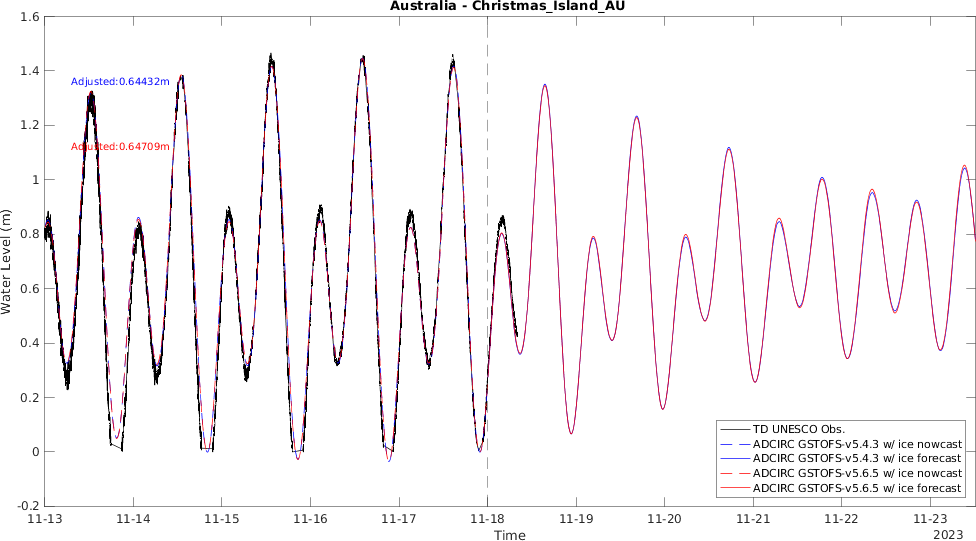 Australia - Christmas_Island_AU
1.6
1.4
1.2
1
0.8
0.6
0.4
0.2
0
-0.2
Water Level (m)
Adjusted:0.64432m
Adjusted:0.64709m
TD UNESCO Obs.
ADCIRC GSTOFS-v5.4.3 w/ ice nowcast
ADCIRC GSTOFS-v5.4.3 w/ ice forecast
ADCIRC GSTOFS-v5.6.5 w/ ice nowcast
ADCIRC GSTOFS-v5.6.5 w/ ice forecast
11-13 11-14 11-15 11-16 11-17 11-18 11-19 11-20 11-21 11-22 11-23
Time
2023